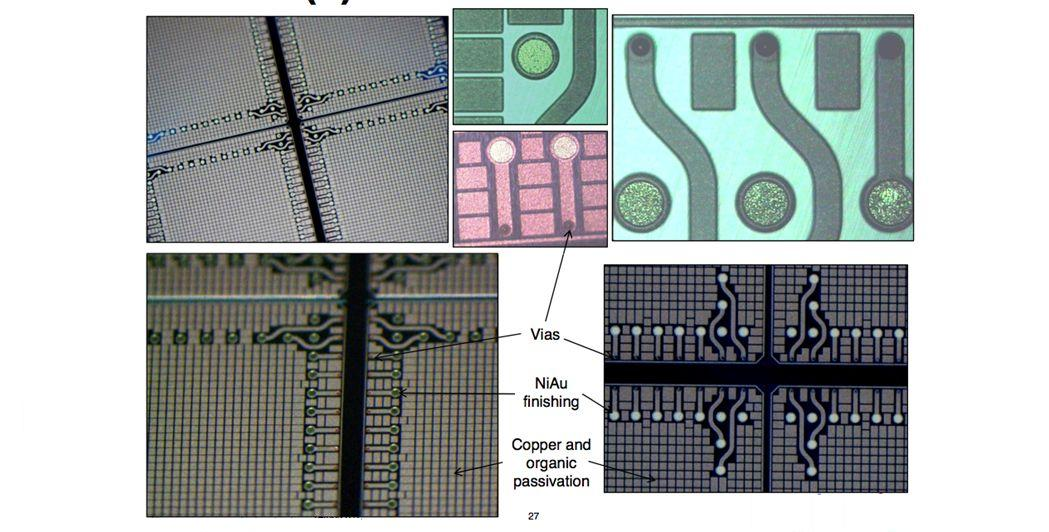 Vias
NiAu
finishing
Copper and
organic
passivation
27